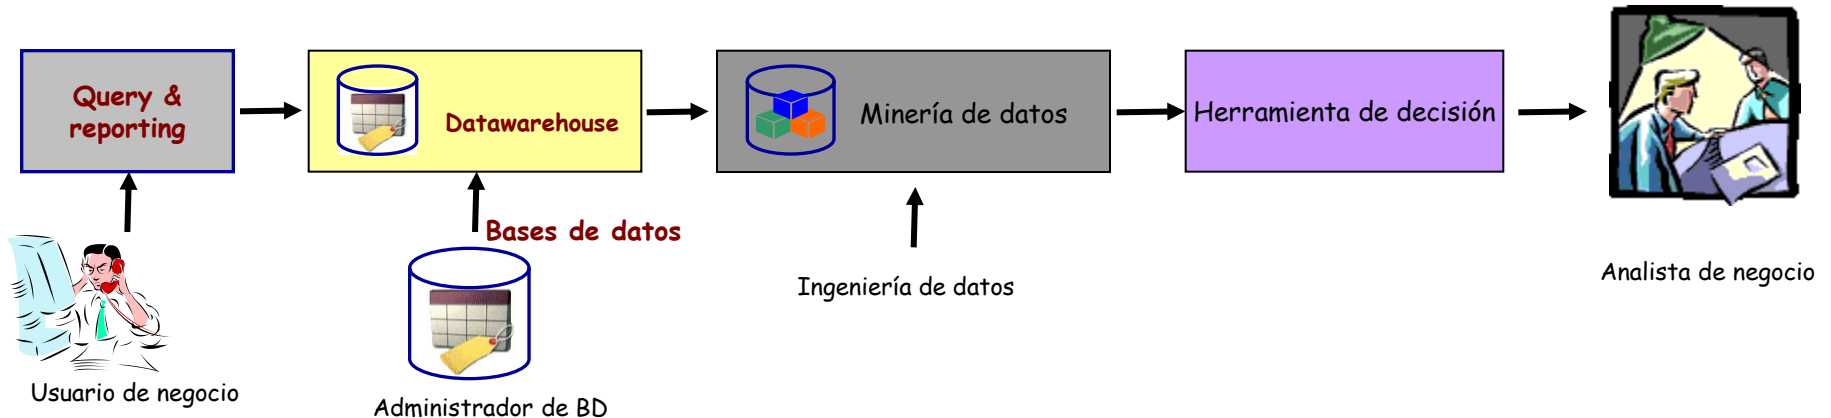 Query &
reporting
Datawarehouse
Minería de datos
Herramienta de decisión
Bases de datos
Ingeniería de datos
Analista de negocio
Usuario de negocio
Administrador de BD